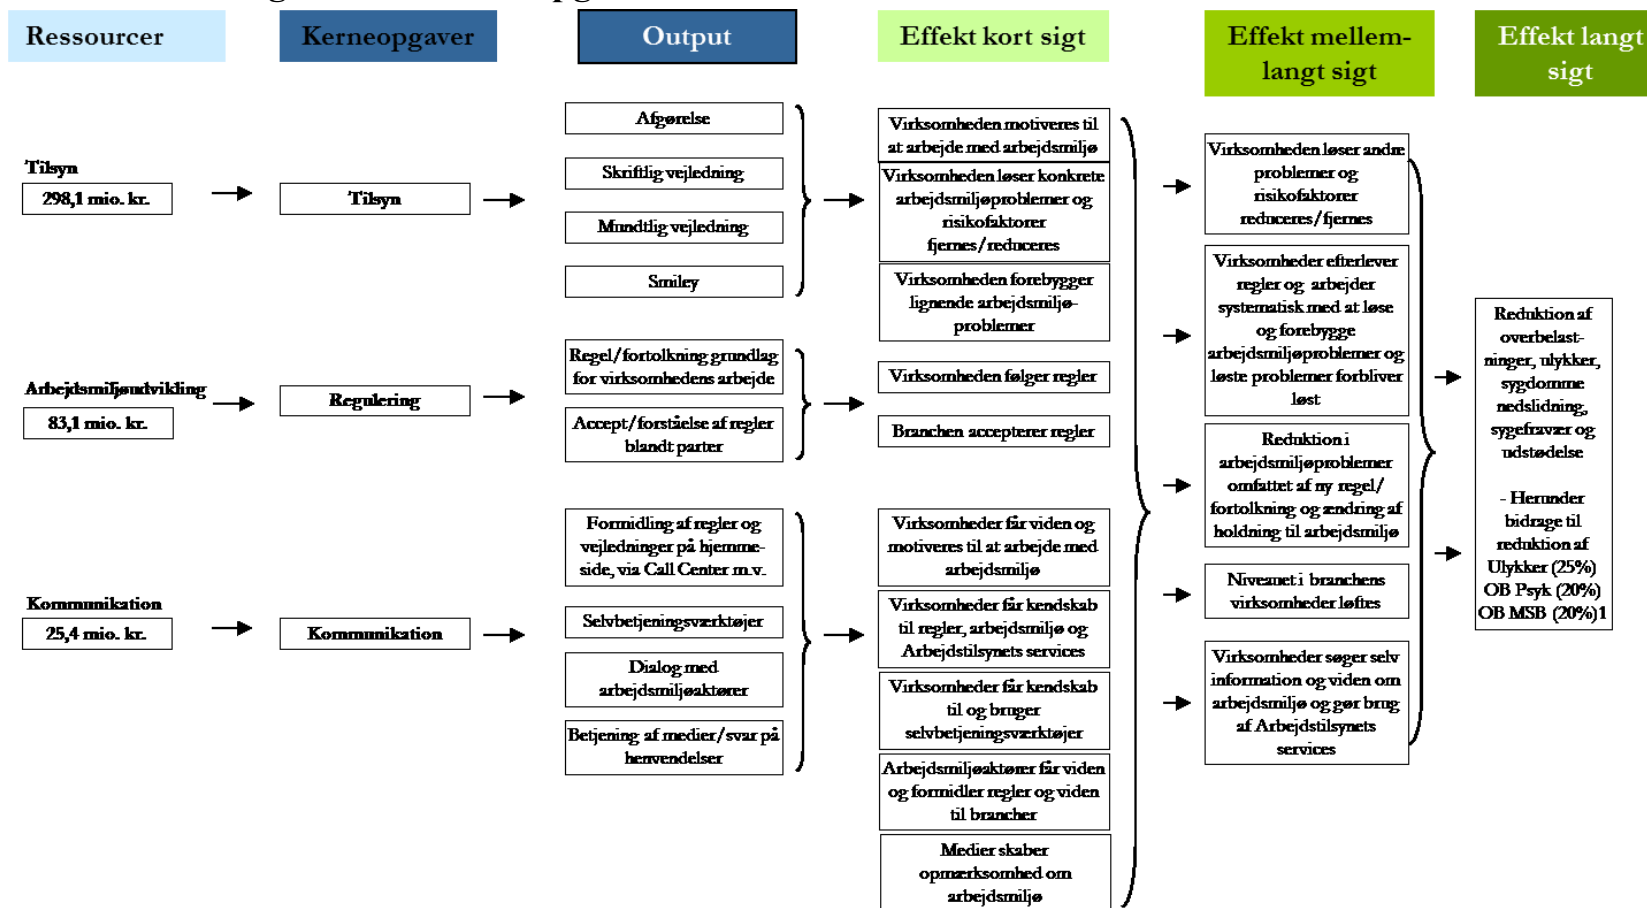 Ressourcer
Kerneopgaver
Output
Effekt kort sigt
Effekt mellem-
langt sigt
Effekt langt
sigt
Tilsyn
298,1 mio. kr.
Tilsyn
Afgørelse
Skriftlig vejledning
Mundtlig vejledning
Smiley
Virksomheden motiveres til
at arbejde med arbejdsmiljø
Virksomheden løser konkrete
arbejdsmiljøproblemer og
risikofaktorer
fjernes/reduceres
Virksomheden forebygger
lignende arbejdsmiljø-
problemer
Arbejdsmiljøudvikling
83,1 mio. kr.
Regulering
Regel/fortolkning grundlag
for virksomhedens arbejde
Accept/forståelse af regler
blandt parter
Virksomheden følger regler
Branchen accepterer regler
Kommunikation
25,4 mio. kr.
Kommunikation
Formidling af regler og
vejledninger på hjemme-
side, via Call Center m.v.
Selvbetjeningsværktøjer
Dialog med
arbejdsmiljøaktører
Betjening af medier/svar på
henvendelser
Virksomheder får viden og
motiveres til at arbejde med
arbejdsmiljø
Virksomheder får kendskab
til regler, arbejdsmiljø og
Arbejdstilsynets services
Virksomheder får kendskab
til og bruger
selvbetjeningsværktøjer
Arbejdsmiljøaktører får viden
og formidler regler og viden
til brancher
Medier skaber
opmærksomhed om
arbejdsmiljø
Virksomheden løser andre
problemer og
risikofaktorer
reduceres/fjernes
Virksomheder efterlever
regler og arbejder
systematisk med at løse
og forebygge
arbejdsmiljøproblemer og
løste problemer forbliver
løst
Reduktion i
arbejdsmiljøproblemer
omfattet af ny regel/
fortolkning og ændring af
holdning til arbejdsmiljø
Niveauet i branchens
virksomheder løftes
Virksomheder søger selv
information og viden om
arbejdsmiljø og gør brug
af Arbejdstilsynets
services
Reduktion af
overbelast-
ninger, ulykker,
sygdomme
nedslidning,
sygefravær og
udstødelse
- Herunder
bidrage til
reduktion af
Ulykker (25%)
OB Psyk (20%)
OB MSB (20%)1